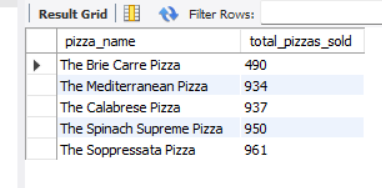 Result Grid Filter Rows:
pizza_name total_pizzas_sold
The Brie Carre Pizza 490
The Mediterranean Pizza 934
The Calabrese Pizza 937
The Spinach Supreme Pizza 950
The Soppressata Pizza 961